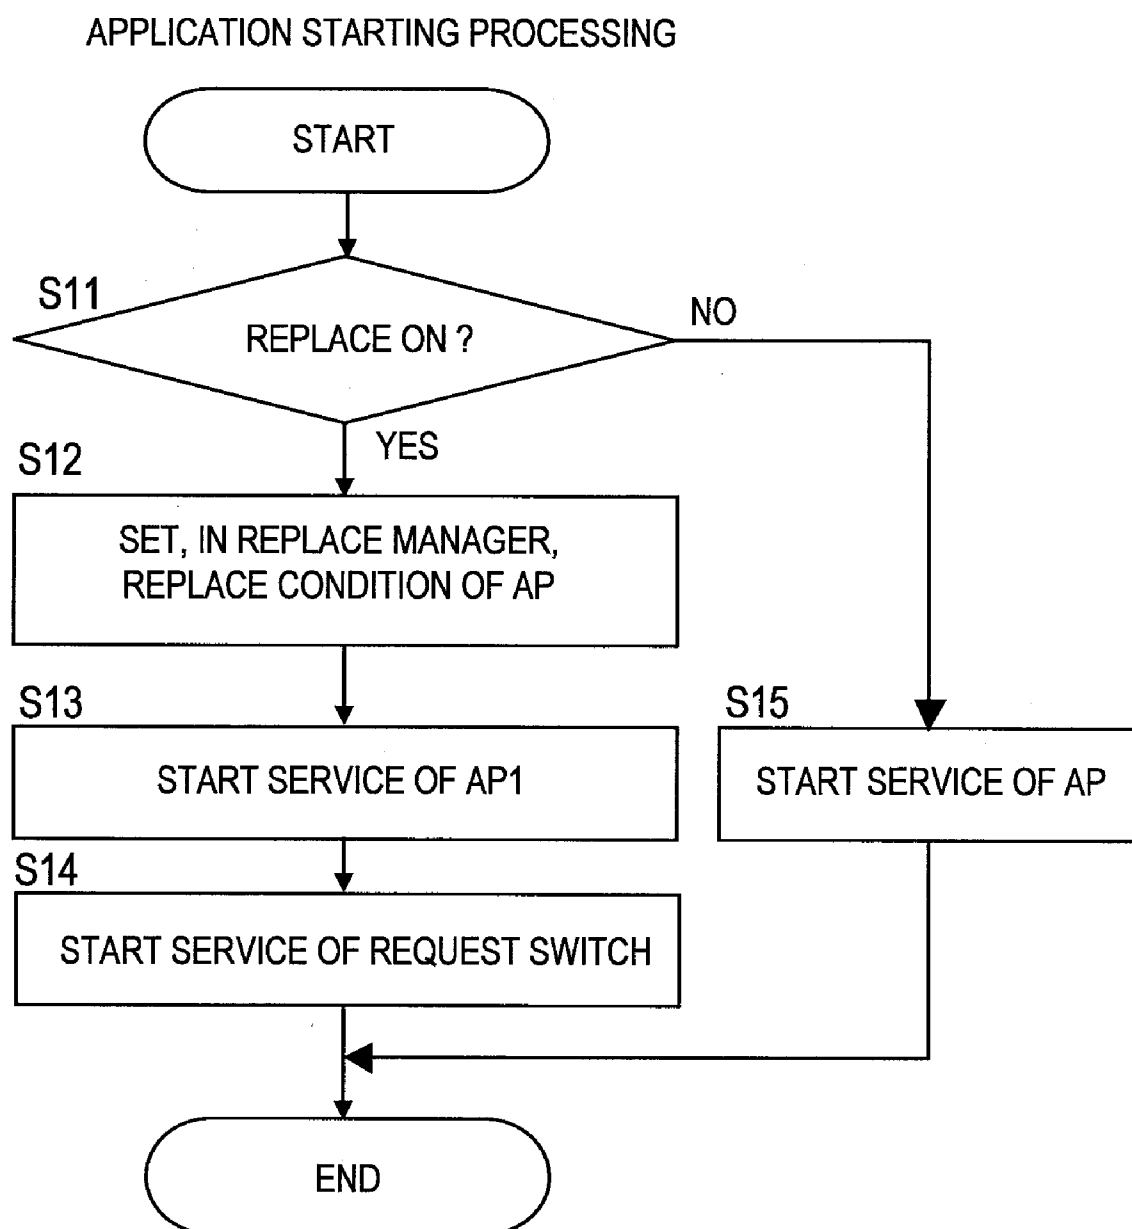 APPLICATION STARTING PROCESSING
START
S11
REPLACE ON ?
NO
YES
S12
SET, IN REPLACE MANAGER,
REPLACE CONDITION OF AP
S13
START SERVICE OF AP1
S15
START SERVICE OF AP
S14
START SERVICE OF REQUEST SWITCH
END